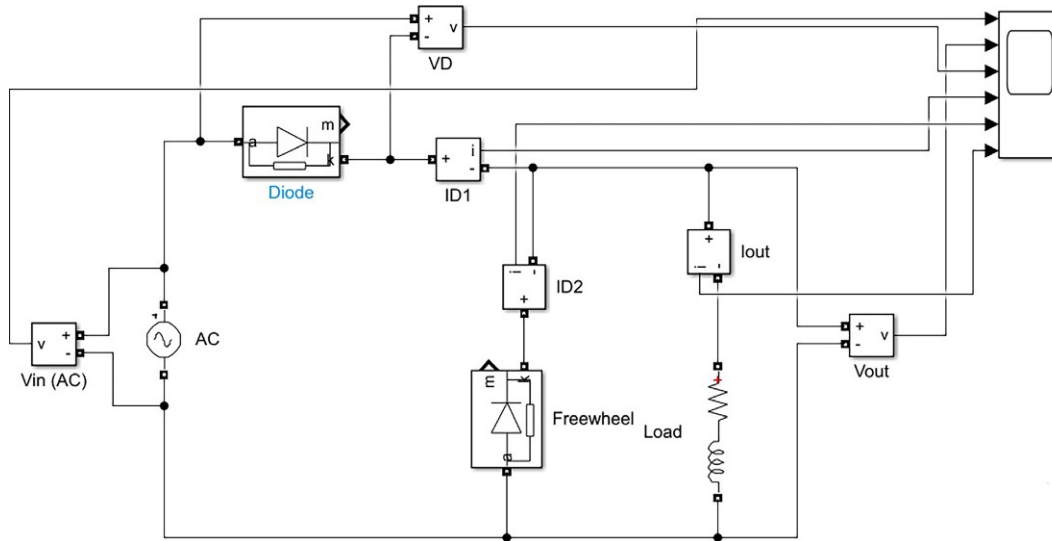 +
-
v
VD
a
m
k
Diode
+
i
-
ID1
i
-
+
ID2
+
i
-
Iout
+
-
v
Vin (AC)
AC
+
-
v
Vout
m
k
a
Freewheel
+
Load